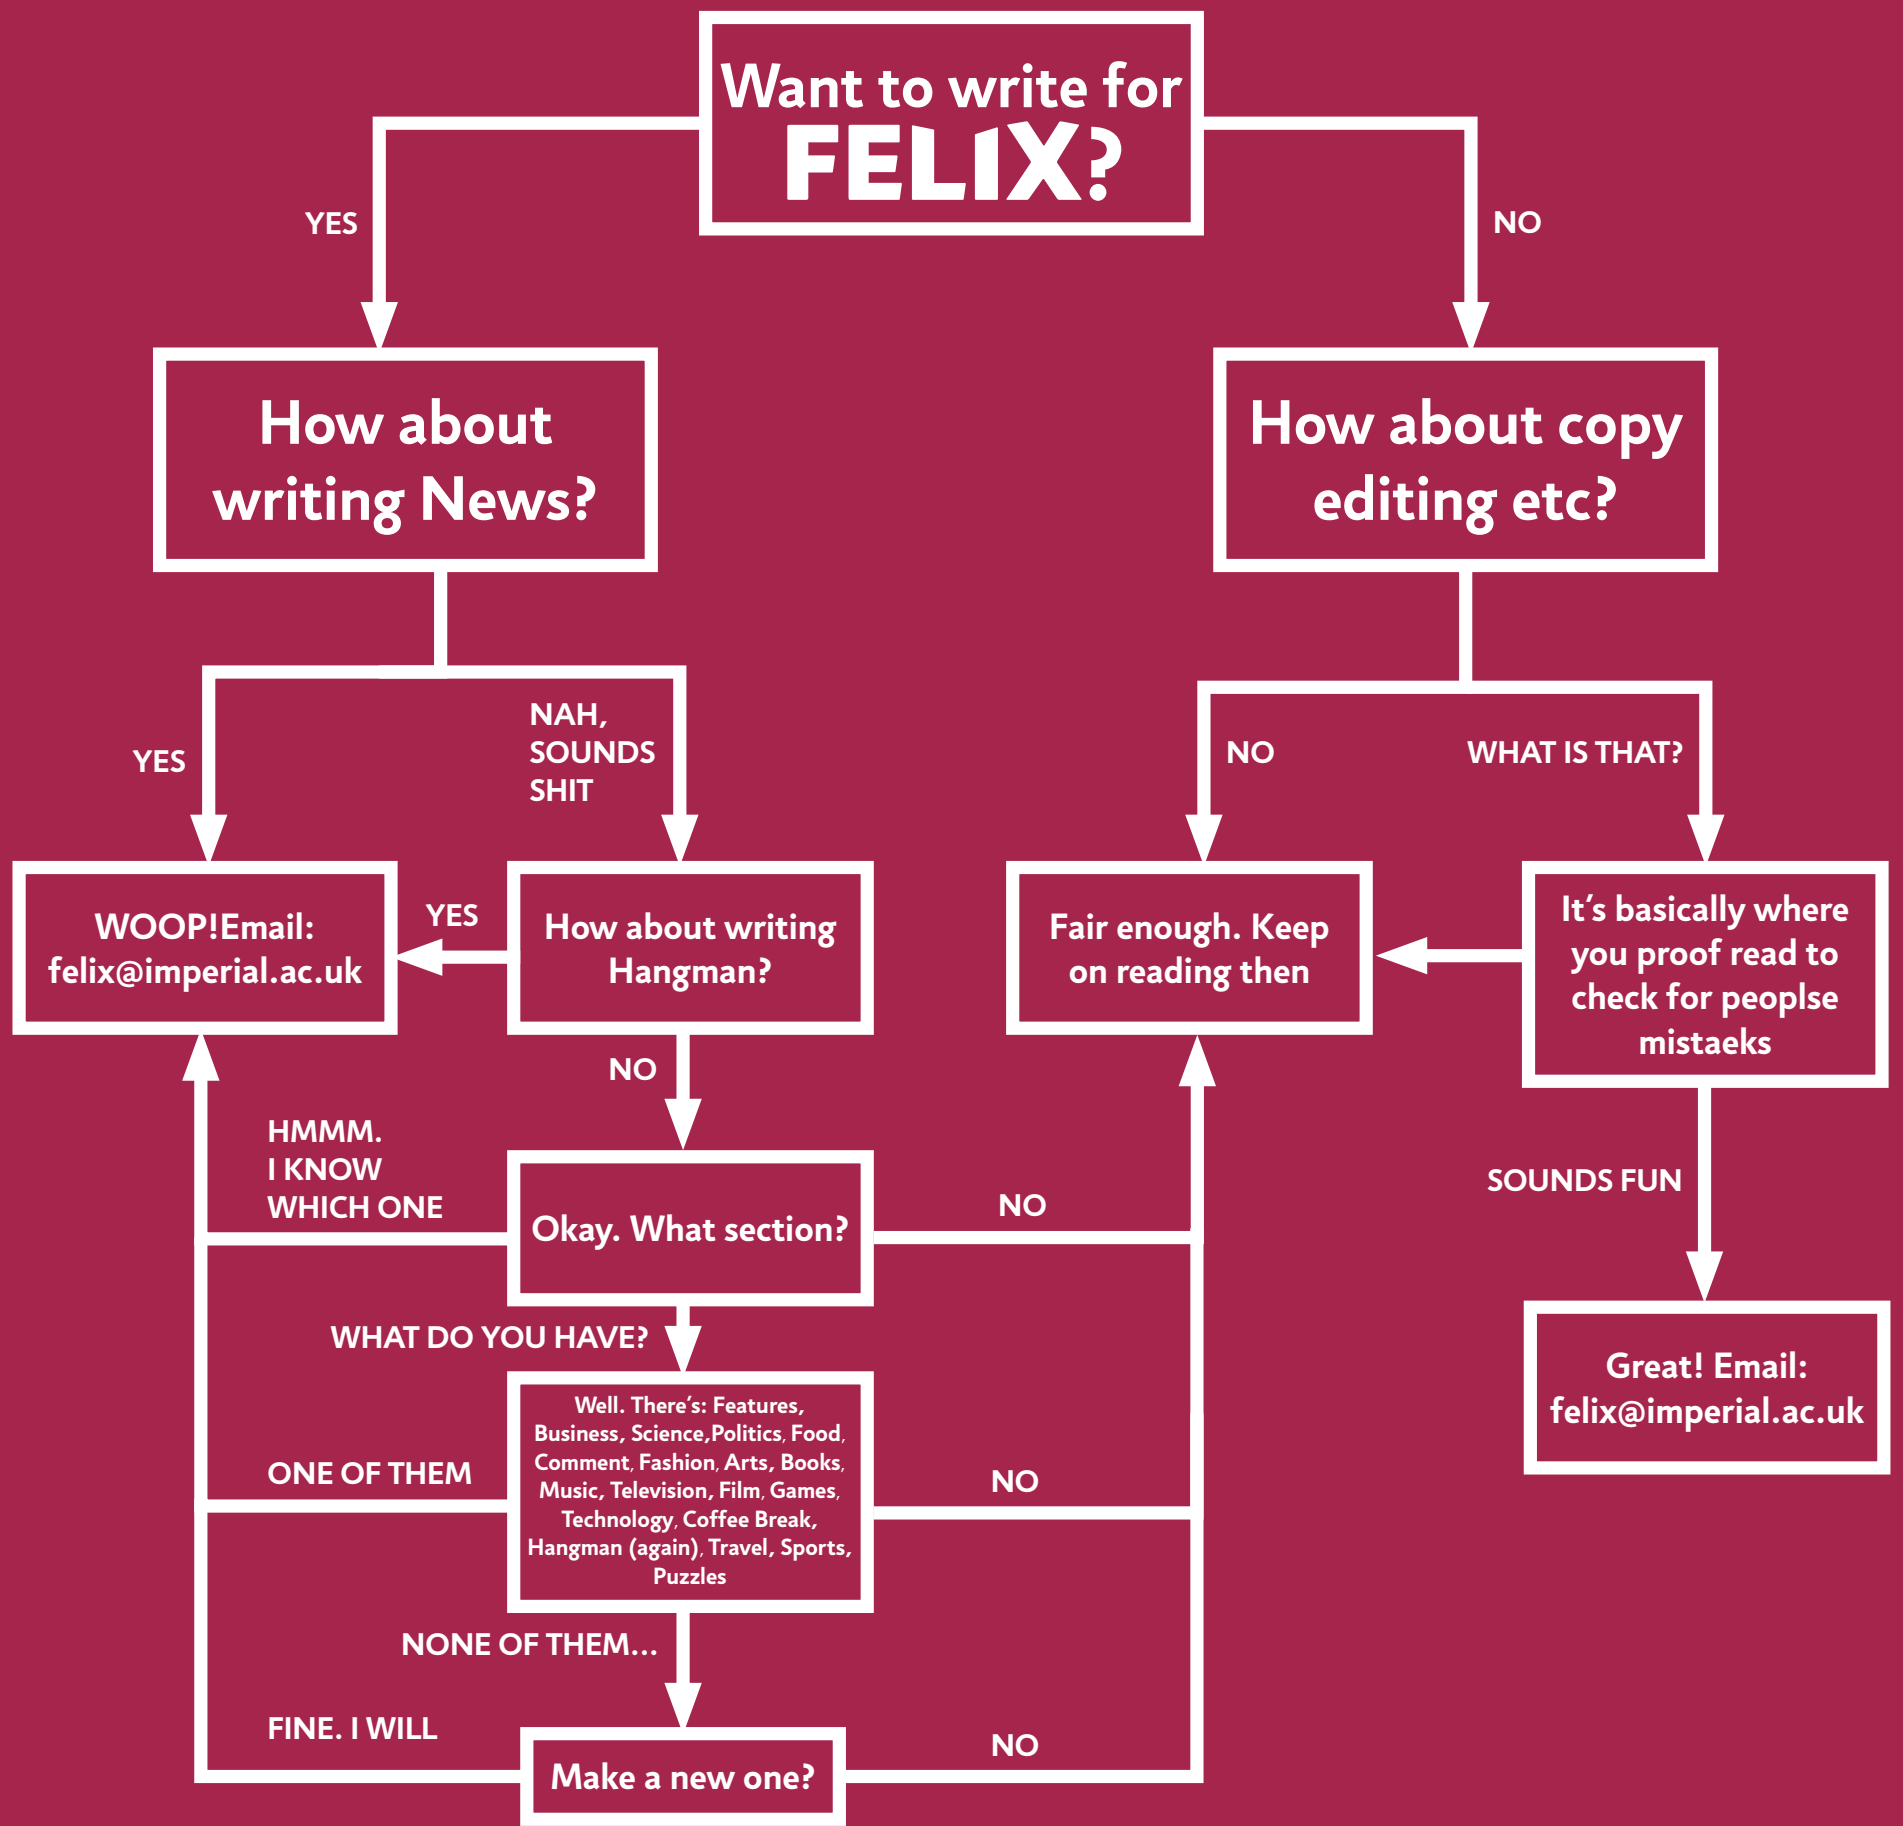 Want to write for
FELIX?
YES
NO
How about
writing News?
How about copy
editing etc?
YES
NAH,
SOUNDS
SHIT
NO
WHAT IS THAT?
WOOP!Email:
felix@imperial.ac.uk
YES
How about writing
Hangman?
Fair enough. Keep
on reading then
It's basically where
you proof read to
check for peoplse
mistaeks
NO
HMMM.
I KNOW
WHICH ONE
Okay. What section?
NO
SOUNDS FUN
WHAT DO YOU HAVE?
Great! Email:
felix@imperial.ac.uk
Well. There's: Features,
Business, Science,Politics, Food,
Comment, Fashion, Arts, Books,
Music, Television, Film, Games,
Technology, Coffee Break,
Hangman (again), Travel, Sports,
Puzzles
ONE OF THEM
NO
NONE OF THEM...
FINE. I WILL
Make a new one?
NO